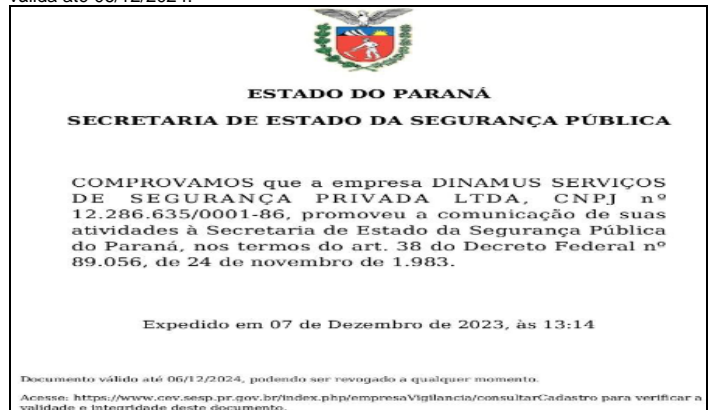 válida até 06/12/2024.
ESTADO DO PARANÁ
SECRETARIA DE ESTADO DA SEGURANÇA PÚBLICA
COMPROVAMOS que a empresa DINAMUS SERVIÇOS
DE SEGURANÇA PRIVADA LTDA, CNPJ nº
12.286.635/0001-86, promoveu a comunicação de suas
atividades à Secretaria de Estado da Segurança Pública
do Paraná, nos termos do art. 38 do Decreto Federal nº
89.056, de 24 de novembro de 1.983.
Expedido em 07 de Dezembro de 2023, às 13:14
Documento válido até 06/12/2024, podendo ser revogado a qualquer momento.
Acesse: https://www.cev.sesp.pr.gov.br/index.php/empresaVigilancia/consultarCadastro para verificar a
validade e integridade deste documento.